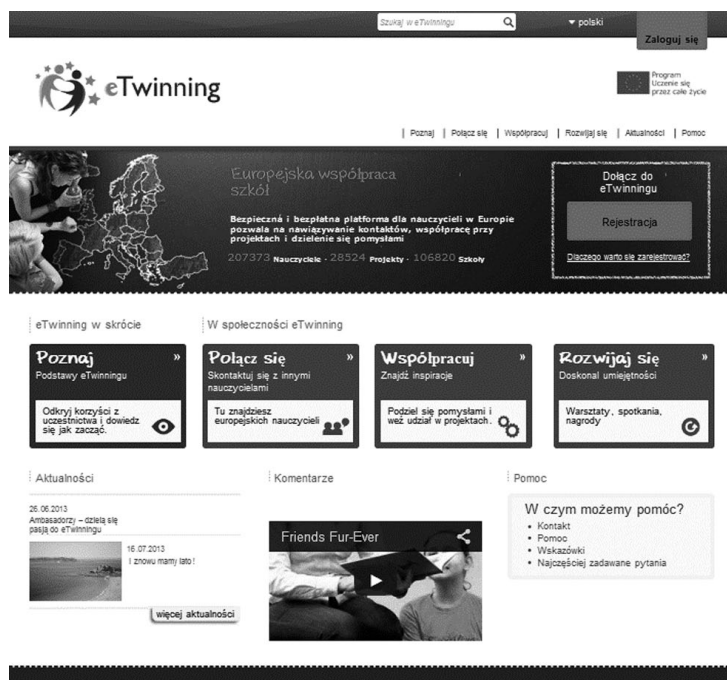 Szukaj w eTwinningu
polski
Zaloguj się
eTwinning
Program
Uczenie się
przez całe życie
Poznaj | Połącz się | Współpracuj | Rozwijaj się | Aktualności | Pomoc
Europejska współpraca
szkół
Bezpieczna i bezpłatna platforma dla nauczycieli w Europie
pozwala na nawiązywanie kontaktów, współpracę przy
projektach i dzielenie się pomysłami
207373 Nauczyciele · 28524 Projekty · 106820 Szkoły
Dołącz do
eTwinningu
Rejestracja
Dlaczego warto się zarejestrować?
eTwinning w skrócie
W społeczności eTwinning
Poznaj »
Podstawy eTwinningu
Odkryj korzyści z
uczestnictwa i dowiedz
się jak zacząć.
Połącz się »
Skontaktuj się z innymi
nauczycielami
Tu znajdziesz
europejskich nauczycieli
Współpracuj »
Znajdź inspiracje
Podziel się pomysłami i
weź udział w projektach.
Rozwijaj się »
Doskonal umiejętności
Warsztaty, spotkania,
nagrody
Aktualności
26.06.2013
Ambasadorzy – dzielą się
pasją do eTwinningu
16.07.2013
I znowu mamy lato!
więcej aktualności
Komentarze
Friends Fur-Ever
Pomoc
W czym możemy pomóc?
• Kontakt
• Pomoc
• Wskazówki
• Najczęściej zadawane pytania